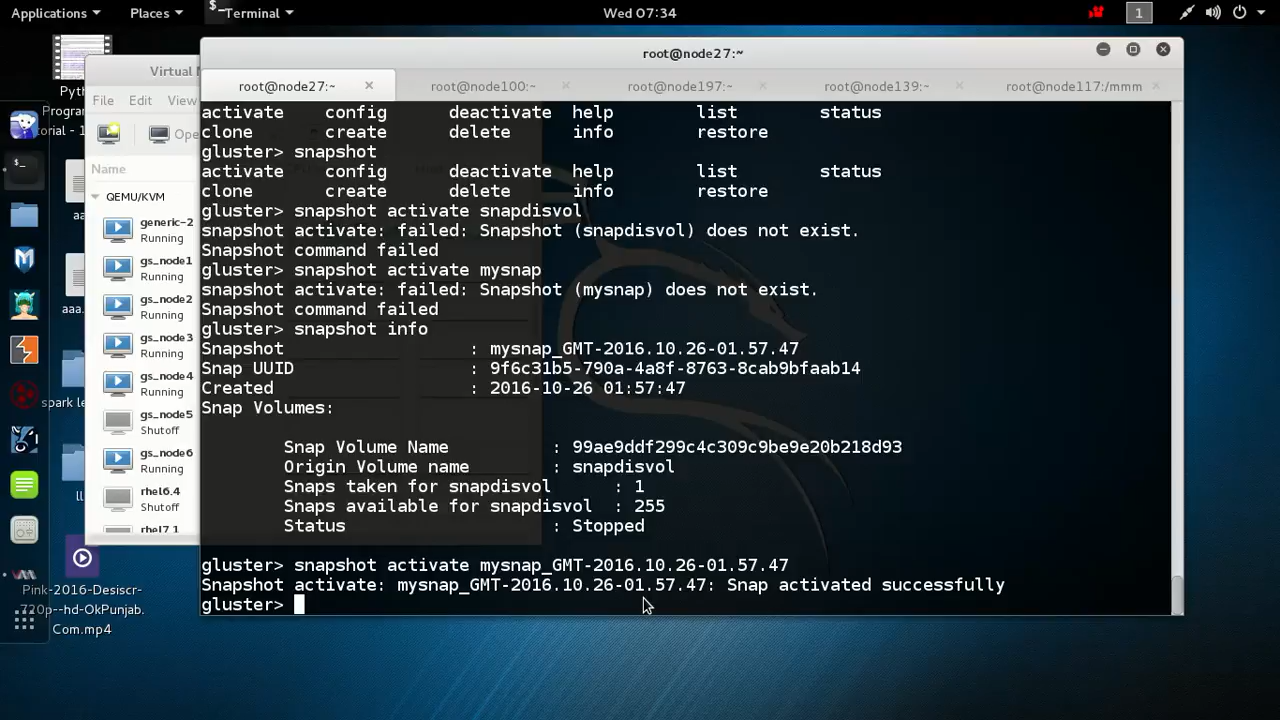 Applications
Places
Terminal
Wed 07:34
1
root@node27:~
Virtual
File Edit View
Name
QEMU/KVM
generic-2
Running
gs_node1
Running
gs_node2
Running
gs_node3
Running
gs_node4
Running
gs_node5
Shutoff
gs_node6
Running
rhel6.4
Shutoff
rhel7.1
root@node27:~
root@node100:~
root@node197:~
root@node139:~
root@node117:/mmm
activate config deactivate help list status
clone create delete info restore
gluster> snapshot
activate config deactivate help list status
clone create delete info restore
gluster> snapshot activate snapdisvol
snapshot activate: failed: Snapshot (snapdisvol) does not exist.
Snapshot command failed
gluster> snapshot activate mysnap
snapshot activate: failed: Snapshot (mysnap) does not exist.
Snapshot command failed
gluster> snapshot info
Snapshot : mysnap_GMT-2016.10.26-01.57.47
Snap UUID : 9f6c31b5-790a-4a8f-8763-8cab9bfaab14
Created : 2016-10-26 01:57:47
Snap Volumes:
Snap Volume Name : 99ae9ddf299c4c309c9be9e20b218d93
Origin Volume name : snapdisvol
Snaps taken for snapdisvol : 1
Snaps available for snapdisvol : 255
Status : Stopped
gluster> snapshot activate mysnap_GMT-2016.10.26-01.57.47
Snapshot activate: mysnap_GMT-2016.10.26-01.57.47: Snap activated successfully
gluster>
Pink-2016-Desiscr-
720p--hd-OkPunjab.
Com.mp4